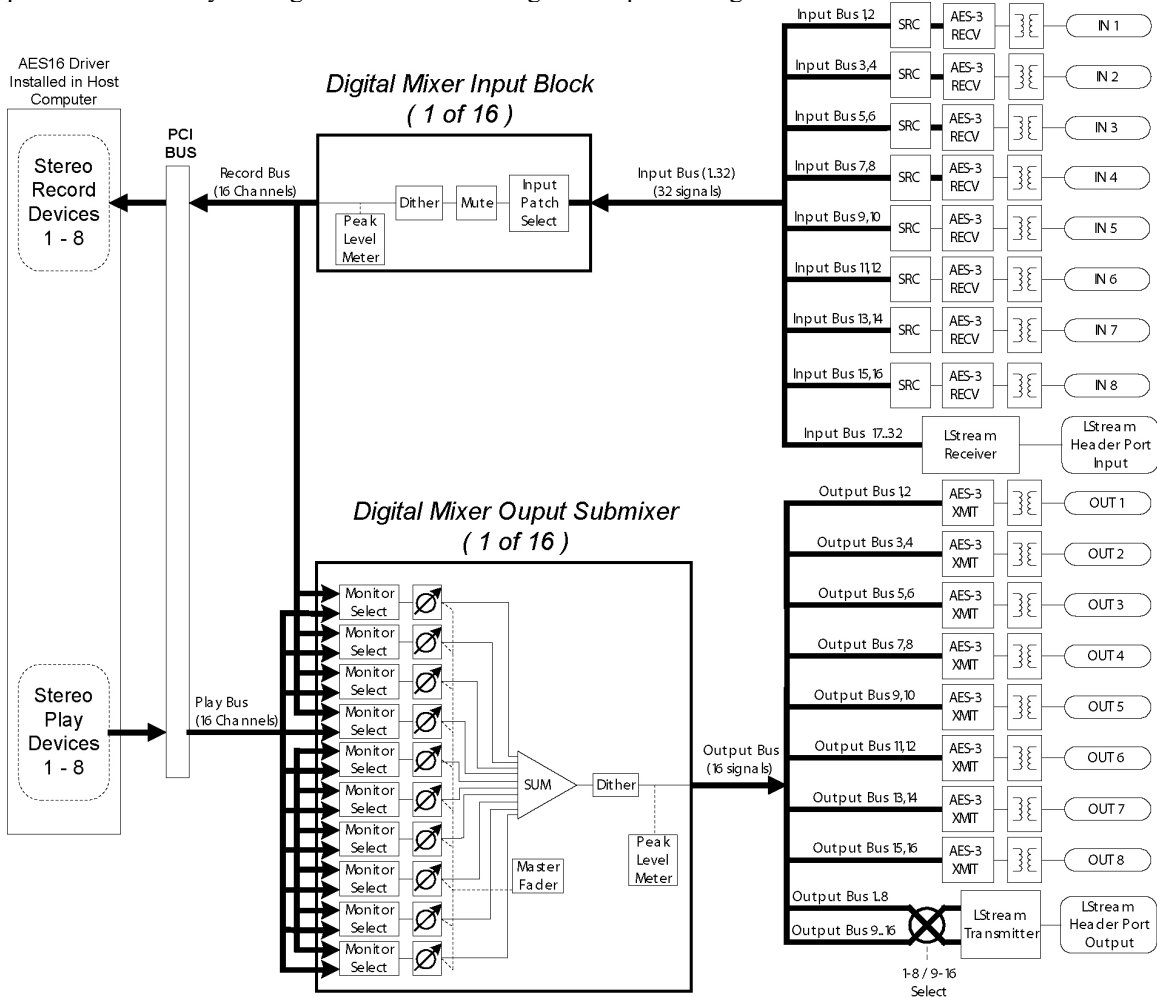 AES16 Driver
Installed in Host
Computer
Stereo
Record
Devices
1 - 8
Stereo
Play
Devices
1 - 8
PCI
BUS
Record Bus
(16 Channels)
Play Bus
(16 Channels)
Digital Mixer Input Block
( 1 of 16 )
Peak
Level
Meter
Dither
Mute
Input
Patch
Select
Input Bus (1..32)
(32 signals)
Digital Mixer Ouput Submixer
( 1 of 16 )
Monitor
Select
Monitor
Select
Monitor
Select
Monitor
Select
Monitor
Select
Monitor
Select
Monitor
Select
Monitor
Select
Monitor
Select
Monitor
Select
SUM
Dither
Master
Fader
Peak
Level
Meter
Output Bus
(16 signals)
Input Bus 1,2
SRC
AES-3
RECV
IN 1
Input Bus 3,4
SRC
AES-3
RECV
IN 2
Input Bus 5,6
SRC
AES-3
RECV
IN 3
Input Bus 7,8
SRC
AES-3
RECV
IN 4
Input Bus 9,10
SRC
AES-3
RECV
IN 5
Input Bus 11,12
SRC
AES-3
RECV
IN 6
Input Bus 13,14
SRC
AES-3
RECV
IN 7
Input Bus 15,16
SRC
AES-3
RECV
IN 8
Input Bus 17..32
LStream
Receiver
LStream
Header Port
Input
Output Bus 1,2
AES-3
XMIT
OUT 1
Output Bus 3,4
AES-3
XMIT
OUT 2
Output Bus 5,6
AES-3
XMIT
OUT 3
Output Bus 7,8
AES-3
XMIT
OUT 4
Output Bus 9,10
AES-3
XMIT
OUT 5
Output Bus 11,12
AES-3
XMIT
OUT 6
Output Bus 13,14
AES-3
XMIT
OUT 7
Output Bus 15,16
AES-3
XMIT
OUT 8
Output Bus 1..8
Output Bus 9..16
1-8 / 9-16
Select
LStream
Transmitter
LStream
Header Port
Output